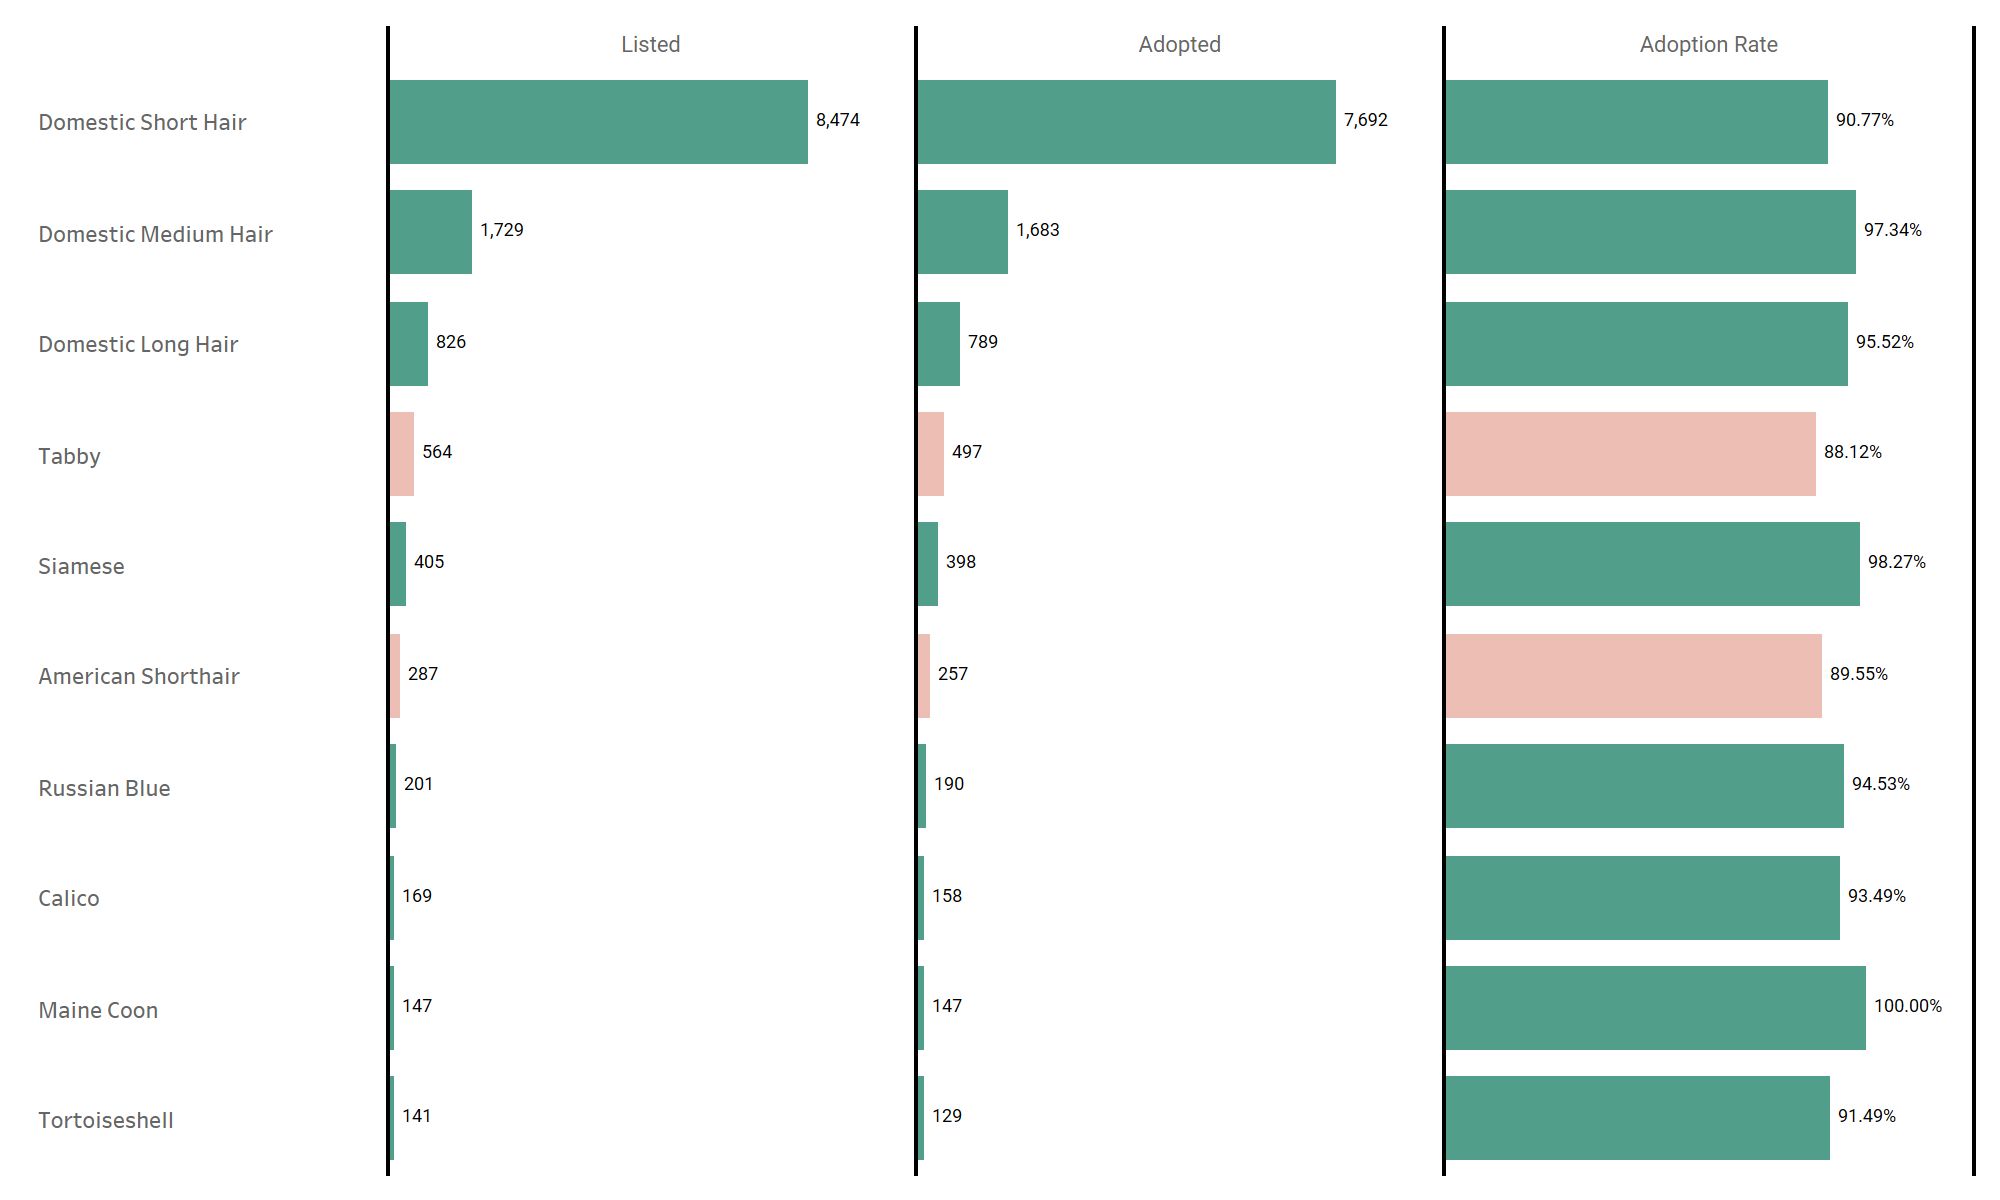 Listed Adopted Adoption Rate
Domestic Short Hair 8,474 7,692 90.77%
Domestic Medium Hair 1,729 1,683 97.34%
Domestic Long Hair 826 789 95.52%
Tabby 564 497 88.12%
Siamese 405 398 98.27%
American Shorthair 287 257 89.55%
Russian Blue 201 190 94.53%
Calico 169 158 93.49%
Maine Coon 147 147 100.00%
Tortoiseshell 141 129 91.49%